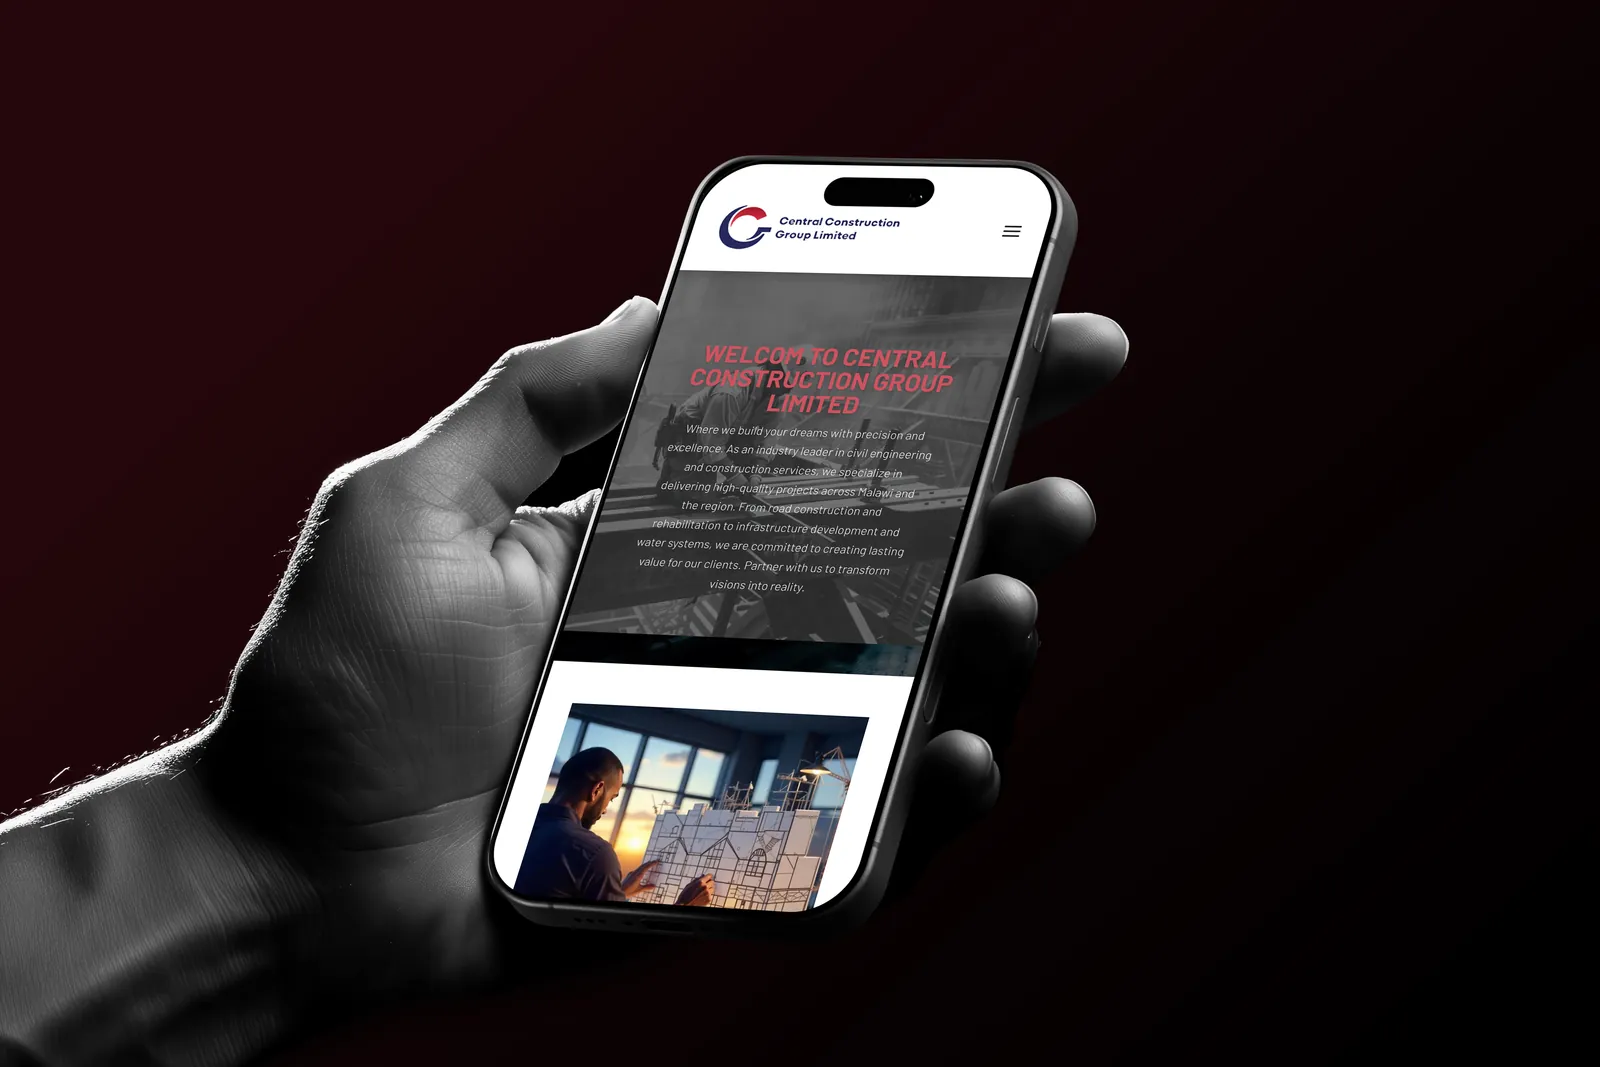 Central Construction
Group Limited
WELCOM TO CENTRAL
CONSTRUCTION GROUP
LIMITED
Where we build your dreams with precision and
excellence. As an industry leader in civil engineering
and construction services, we specialize in
delivering high-quality projects across Malawi and
the region. From road construction and
rehabilitation to infrastructure development and
water systems, we are committed to creating lasting
value for our clients. Partner with us to transform
visions into reality.